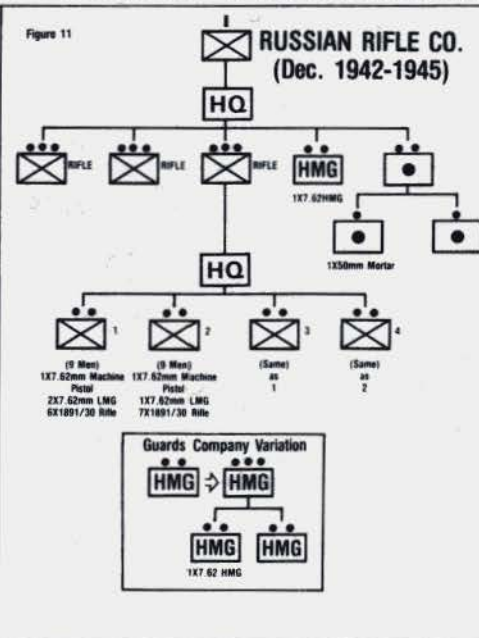 Figure 11
RUSSIAN RIFLE CO.
(Dec. 1942-1945)
HQ
RIFLE
RIFLE
RIFLE
HMG
1X7.62HMG
1X50mm Mortar
HQ
1
2
3
4
(9 Men)
1X7.62mm Machine
Pistol
2X7.62mm LMG
6X1891/30 Rifle
(9 Men)
1X7.62mm Machine
Pistol
1X7.62mm LMG
7X1891/30 Rifle
(Same)
as
1
(Same)
as
2
Guards Company Variation
HMG
HMG
HMG
HMG
1X7.62 HMG